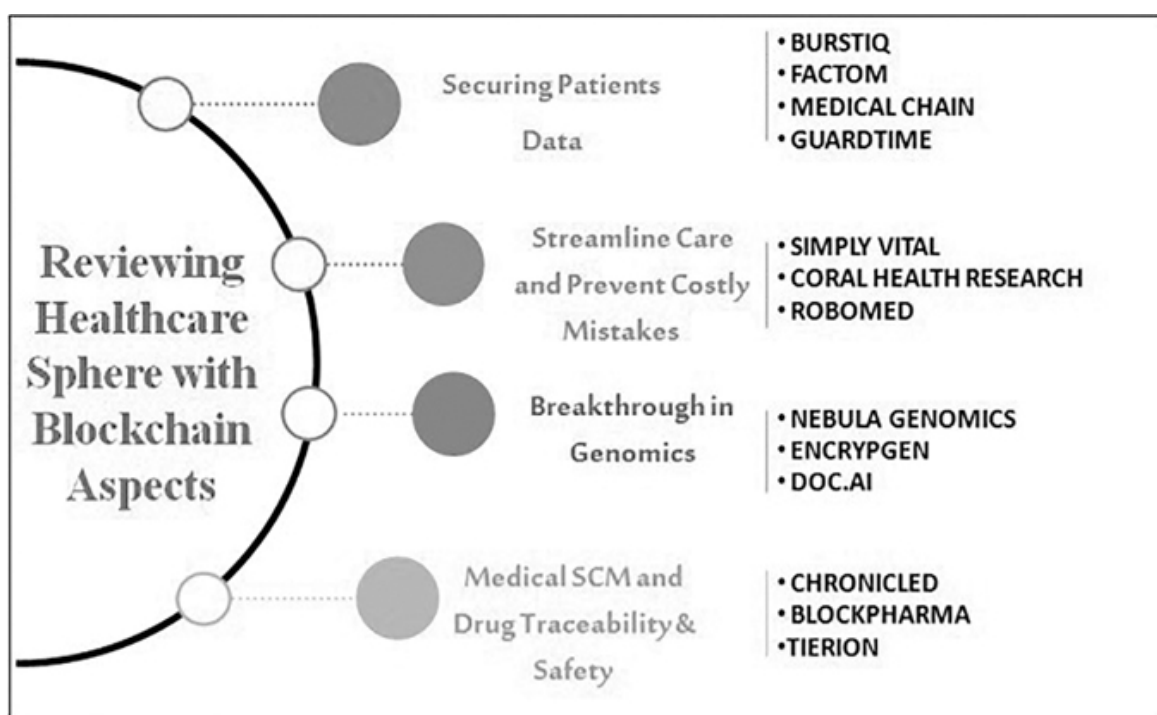 Reviewing
Healthcare
Sphere with
Blockchain
Aspects
Securing Patients
Data
• BURSTIQ
• FACTOM
• MEDICAL CHAIN
• GUARDTIME
Streamline Care
and Prevent Costly
Mistakes
• SIMPLY VITAL
• CORAL HEALTH RESEARCH
• ROBOMED
Breakthrough in
Genomics
• NEBULA GENOMICS
• ENCRYPGEN
• DOC.AI
Medical SCM and
Drug Traceability &
Safety
• CHRONICLED
• BLOCKPHARMA
•TIERION